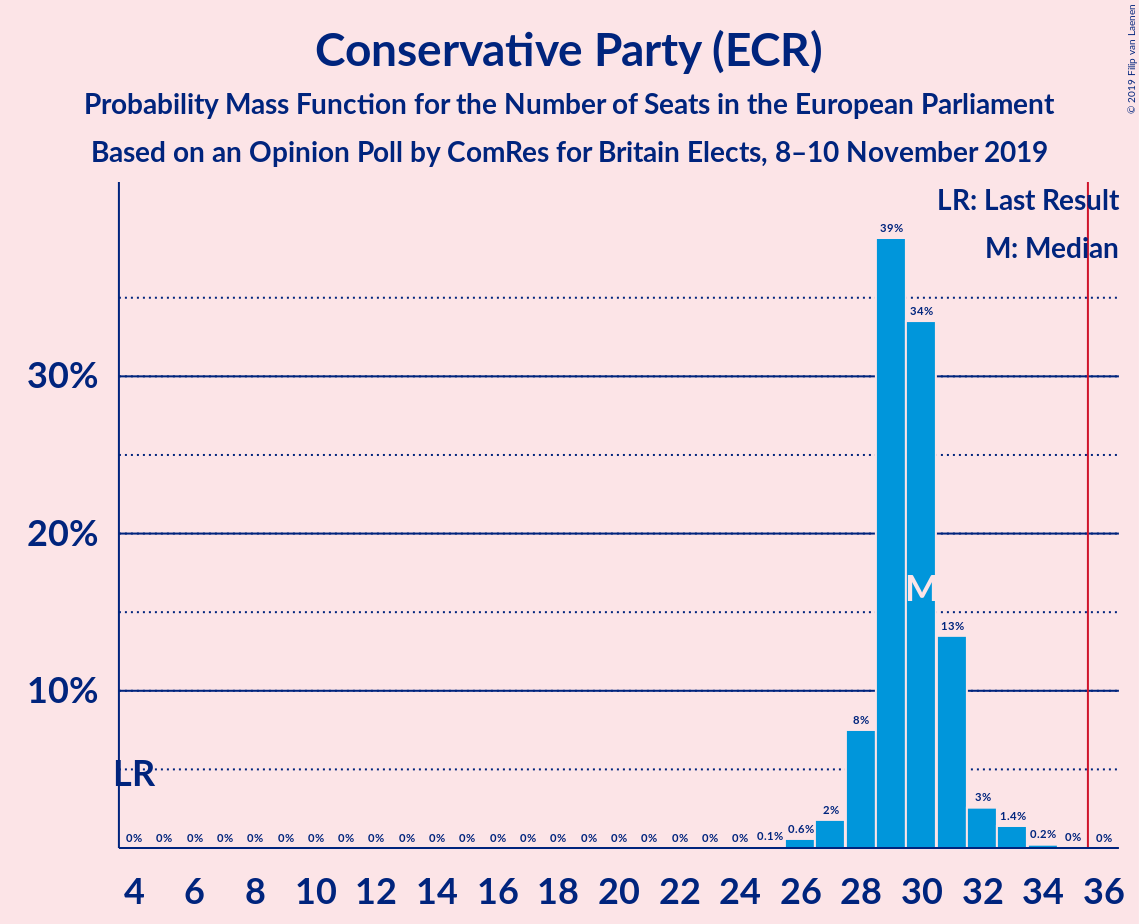 Conservative Party (ECR)
Probability Mass Function for the Number of Seats in the European Parliament
Based on an Opinion Poll by ComRes for Britain Elects, 8–10 November 2019
© 2019 Filip van Laenen
LR: Last Result
M: Median
39%
34%
30%
20%
M
13%
10%
8%
LR
3%
2%
1.4%
0% 0% 0% 0% 0% 0% 0% 0% 0% 0% 0% 0% 0% 0% 0% 0% 0% 0% 0% 0% 0% 0.1% 0.6% 0.2% 0% 0%
4 6 8 10 12 14 16 18 20 22 24 26 28 30 32 34 36